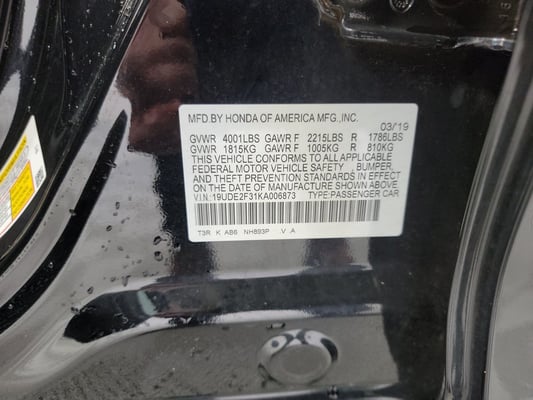 MFD.BY HONDA OF AMERICA MFG.,INC.
03/19
GVWR 4001LBS GAWR F 2215LBS R 1786LBS
GVWR 1815KG GAWR F 1005KG R 810KG
THIS VEHICLE CONFORMS TO ALL APPLICABLE
FEDERAL MOTOR VEHICLE SAFETY , BUMPER,
AND THEFT PREVENTION STANDARDS IN EFFECT
ON THE DATE OF MANUFACTURE SHOWN ABOVE.
V.I.N:19UDE2F31KA006873 TYPE:PASSENGER CAR
T3R K AB6 NH893P .V .A